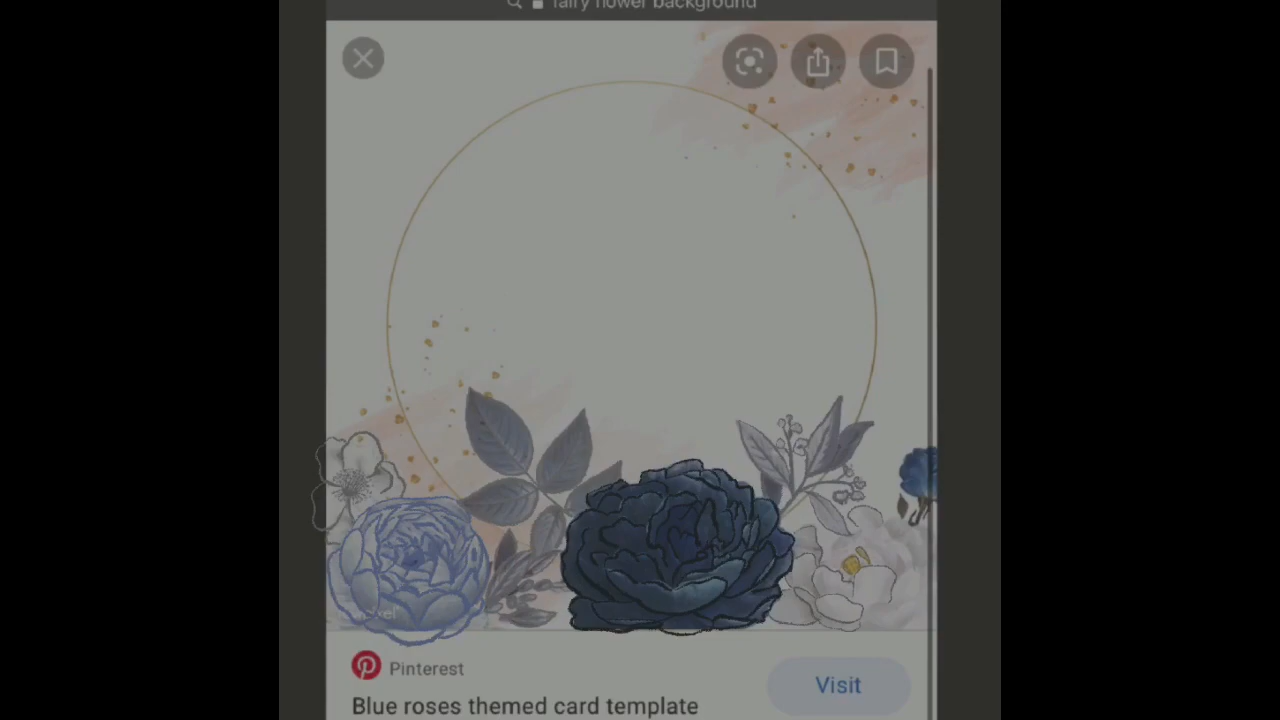 fairy flower background
Pinterest
Visit
Blue roses themed card template